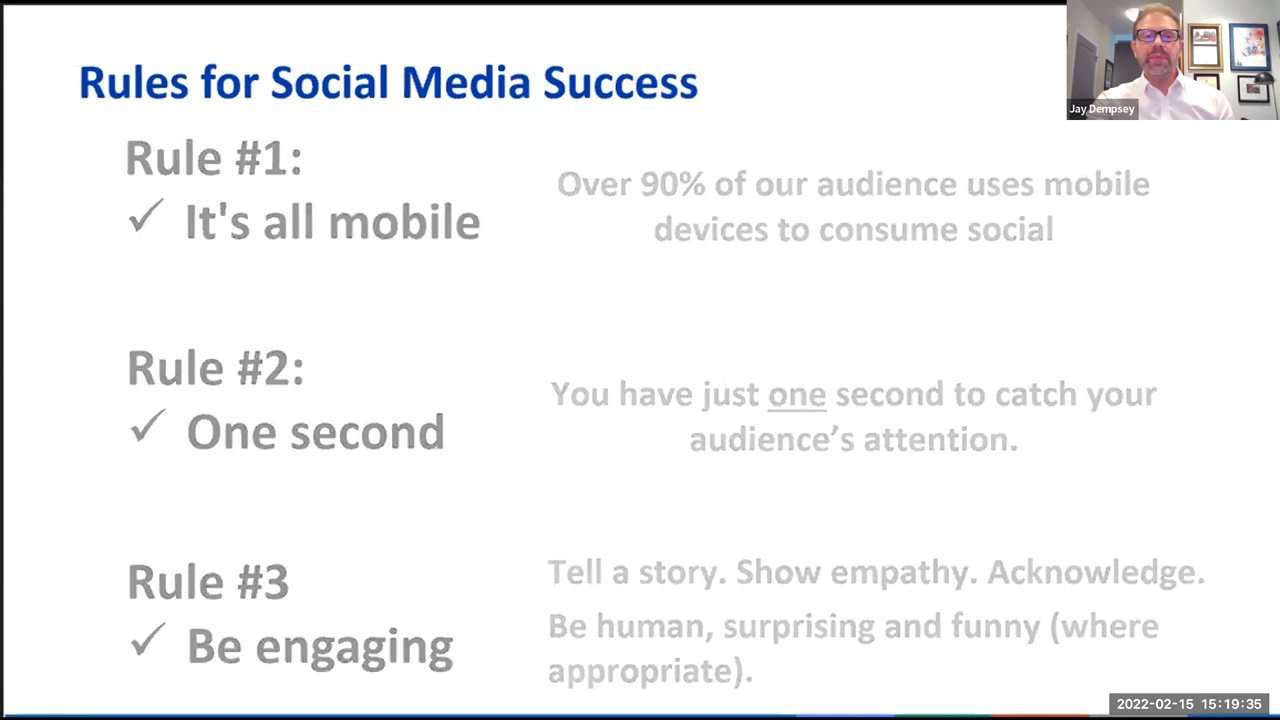 Rules for Social Media Success
Jay Dempsey
Rule #1:
✓ It's all mobile
Over 90% of our audience uses mobile
devices to consume social
Rule #2:
✓ One second
You have just one second to catch your
audience’s attention.
Rule #3
✓ Be engaging
Tell a story. Show empathy. Acknowledge.
Be human, surprising and funny (where
appropriate).
2022-02-15 15:19:35